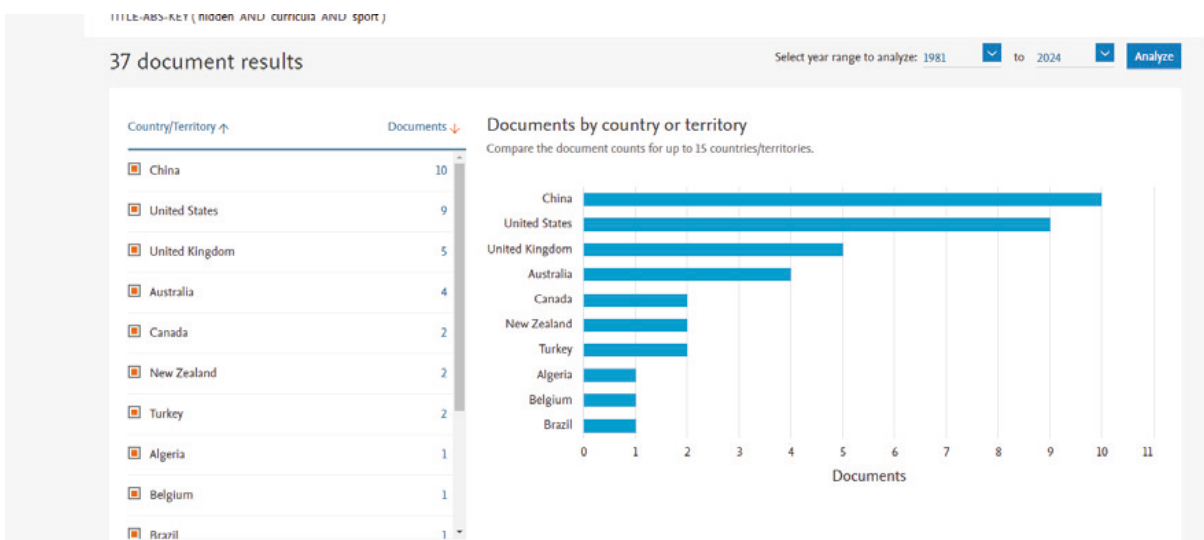 TITLE-ABS-KEY ( hidden AND curricula AND sport )
37 document results
Select year range to analyze: 1981 to 2024 Analyze
Country/Territory Documents
China 10
United States 9
United Kingdom 5
Australia 4
Canada 2
New Zealand 2
Turkey 2
Algeria 1
Belgium 1
Brazil 1
Documents by country or territory
Compare the document counts for up to 15 countries/territories.
China
United States
United Kingdom
Australia
Canada
New Zealand
Turkey
Algeria
Belgium
Brazil
0 1 2 3 4 5 6 7 8 9 10 11
Documents